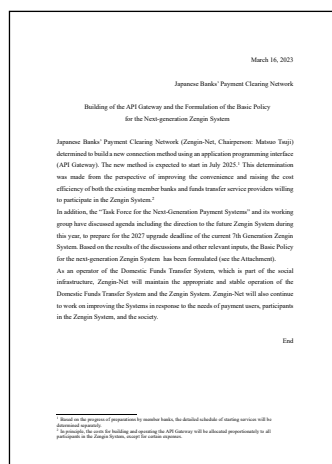 March 16, 2023
Japanese Banks' Payment Clearing Network
Building of the API Gateway and the Formulation of the Basic Policy
for the Next-generation Zengin System
Japanese Banks' Payment Clearing Network (Zengin-Net, Chairperson: Matsuo Tsuji)
determined to build a new connection method using an application programming interface
(API Gateway). The new method is expected to start in July 2025.¹ This determination
was made from the perspective of improving the convenience and raising the cost
efficiency of both the existing member banks and funds transfer service providers willing
to participate in the Zengin System.²
In addition, the "Task Force for the Next-Generation Payment Systems" and its working
group have discussed agenda including the direction to the future Zengin System during
this year, to prepare for the 2027 upgrade deadline of the current 7th Generation Zengin
System. Based on the results of the discussions and other relevant inputs, the Basic Policy
for the next-generation Zengin System has been formulated (see the Attachment).
As an operator of the Domestic Funds Transfer System, which is part of the social
infrastructure, Zengin-Net will maintain the appropriate and stable operation of the
Domestic Funds Transfer System and the Zengin System. Zengin-Net will also continue
to work on improving the Systems in response to the needs of payment users, participants
in the Zengin System, and the society.
End
¹ Based on the progress of preparations by member banks, the detailed schedule of starting services will be
determined separately.
² In principle, the costs for building and operating the API Gateway will be allocated proportionately to all
participants in the Zengin System, except for certain expenses.